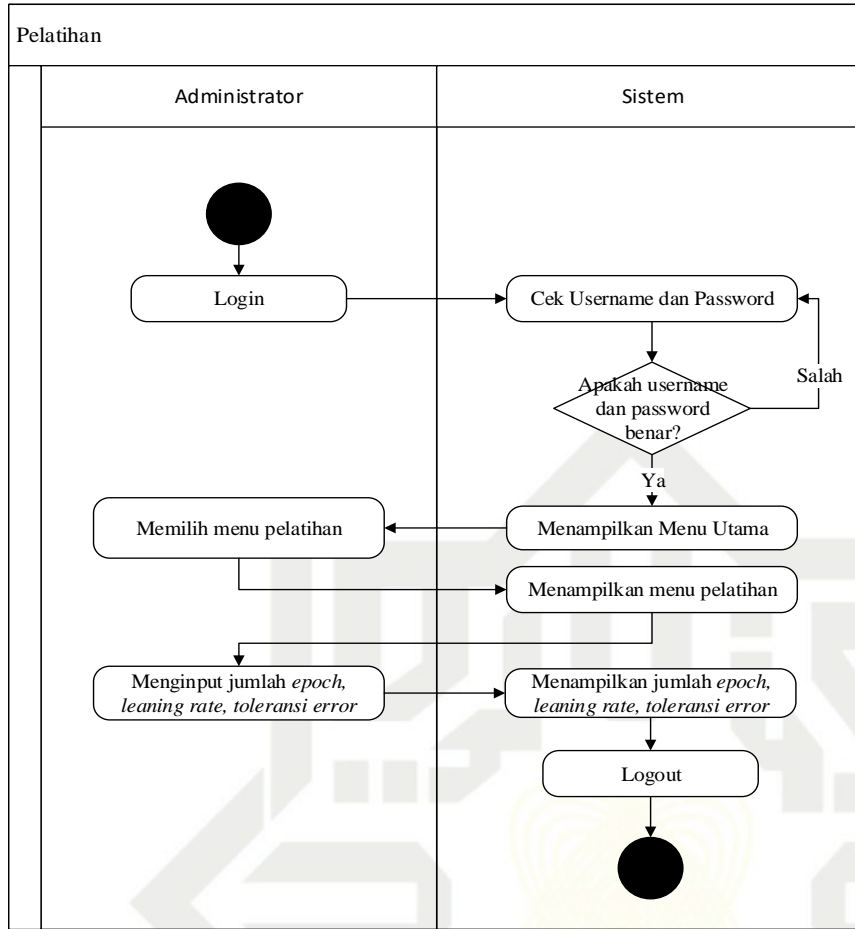 Pelatihan
Administrator
Sistem
Login
Cek Username dan Password
Apakah username
dan password
benar?
Salah
Ya
Memilih menu pelatihan
Menampilkan Menu Utama
Menampilkan menu pelatihan
Menginput jumlah epoch,
leaning rate, toleransi error
Menampilkan jumlah epoch,
leaning rate, toleransi error
Logout